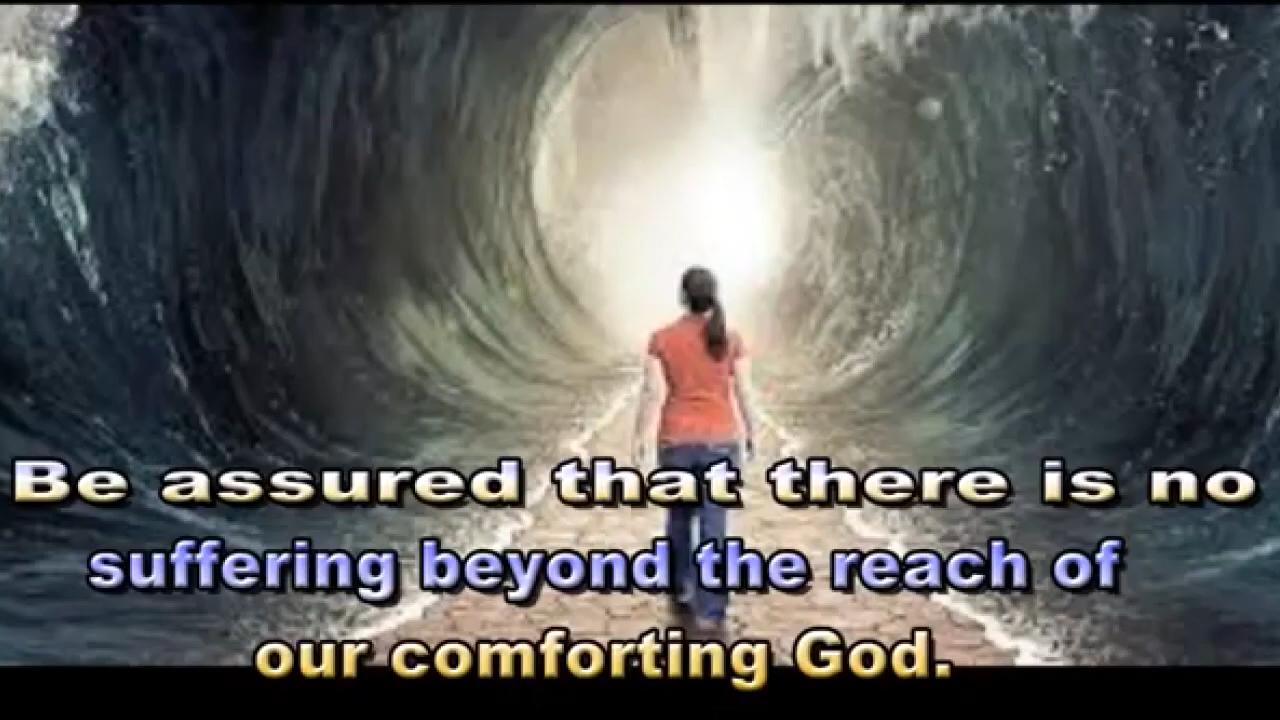 Be assured that there is no
suffering beyond the reach of
our comforting God.